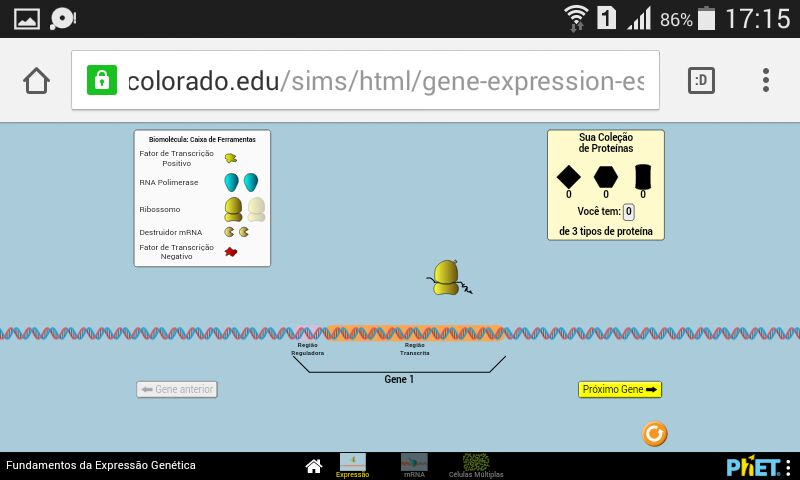 1
86%
17:15
colorado.edu/sims/html/gene-expression-es
:D
Biomolécula: Caixa de Ferramentas
Fator de Transcrição
Positivo
RNA Polimerase
Ribossomo
Destruidor mRNA
Fator de Transcrição
Negativo
Sua Coleção
de Proteínas
0 0 0
Você tem: 0
de 3 tipos de proteína
Região
Reguladora
Região
Transcrita
Gene 1
Gene anterior
Próximo Gene
Fundamentos da Expressão Genética
Expressão
mRNA
Células Múltiplas
PhET